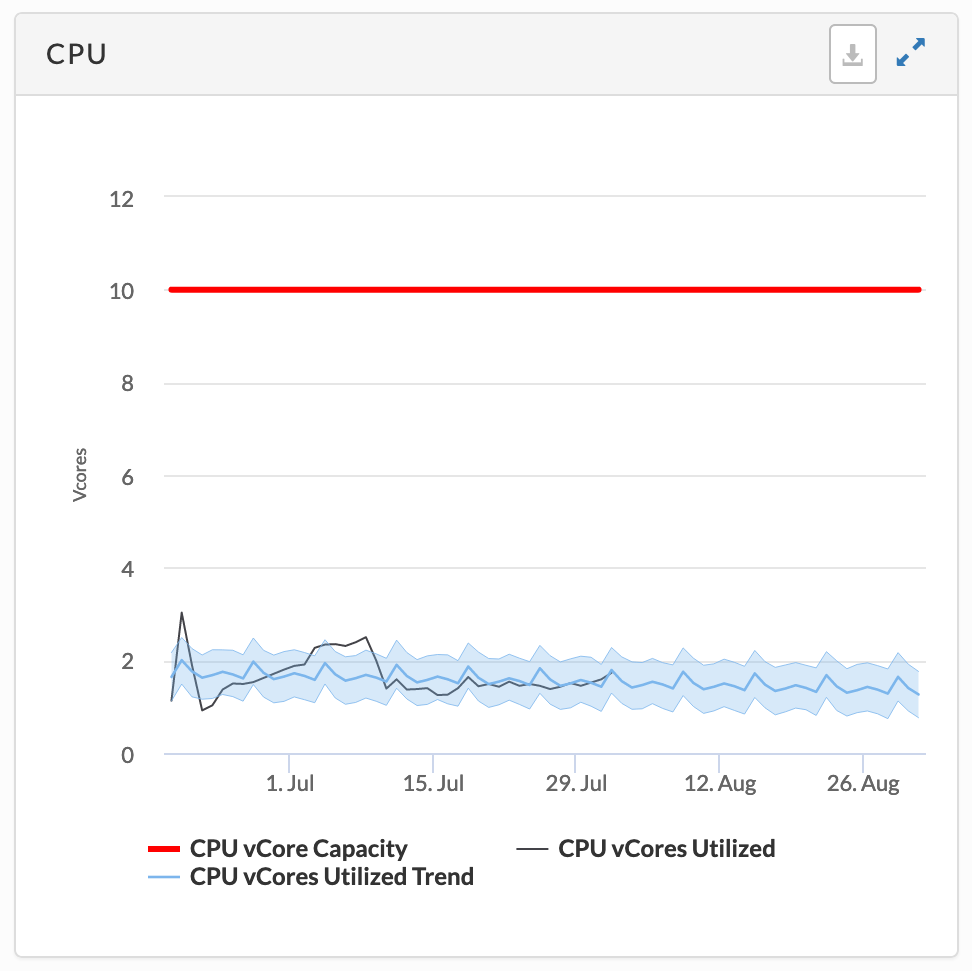 CPU
12
10
8
6
4
2
0
Vcores
1. Jul 15. Jul 29. Jul 12. Aug 26. Aug
CPU vCore Capacity CPU vCores Utilized
CPU vCores Utilized Trend